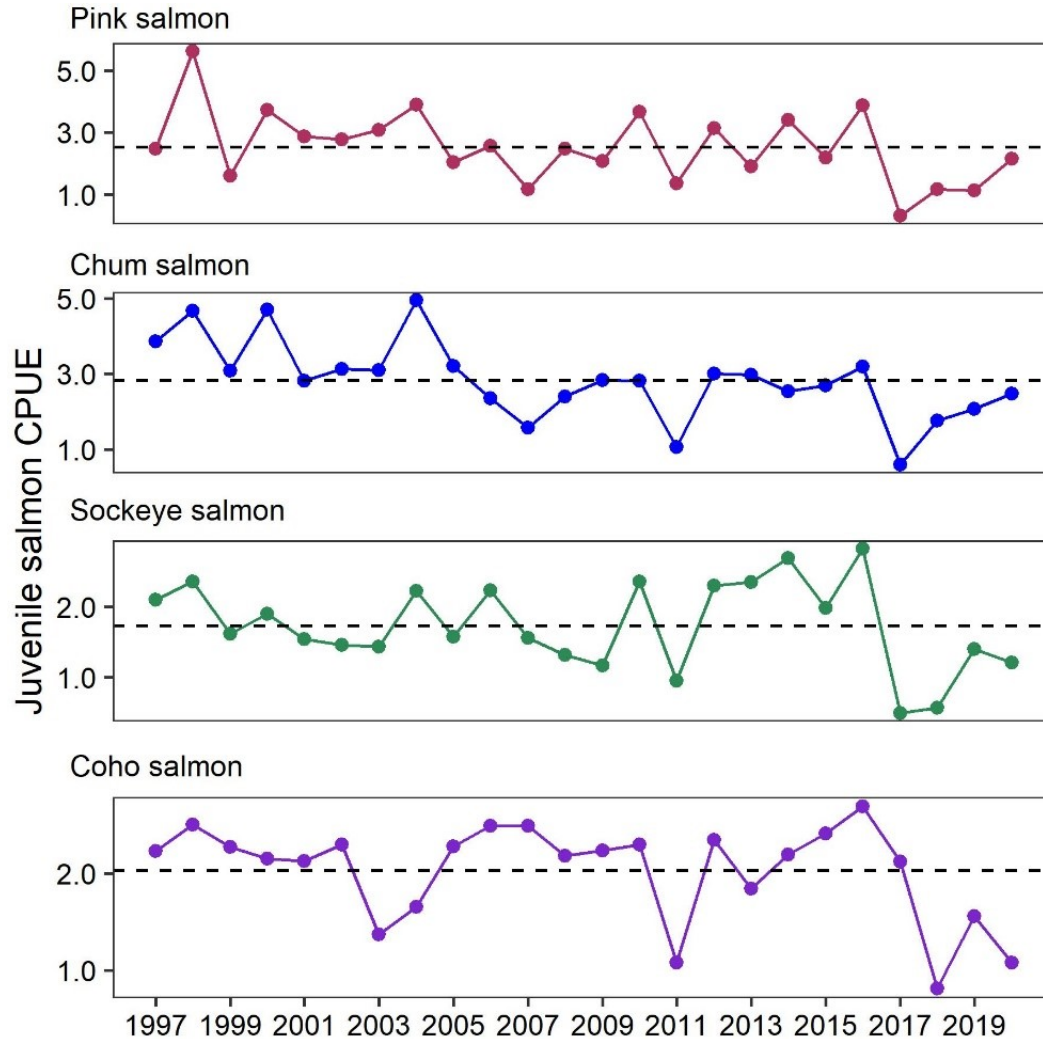 Pink salmon
5.0
3.0
1.0
Chum salmon
5.0
3.0
1.0
Juvenile salmon CPUE
Sockeye salmon
2.0
1.0
Coho salmon
2.0
1.0
1997 1999 2001 2003 2005 2007 2009 2011 2013 2015 2017 2019